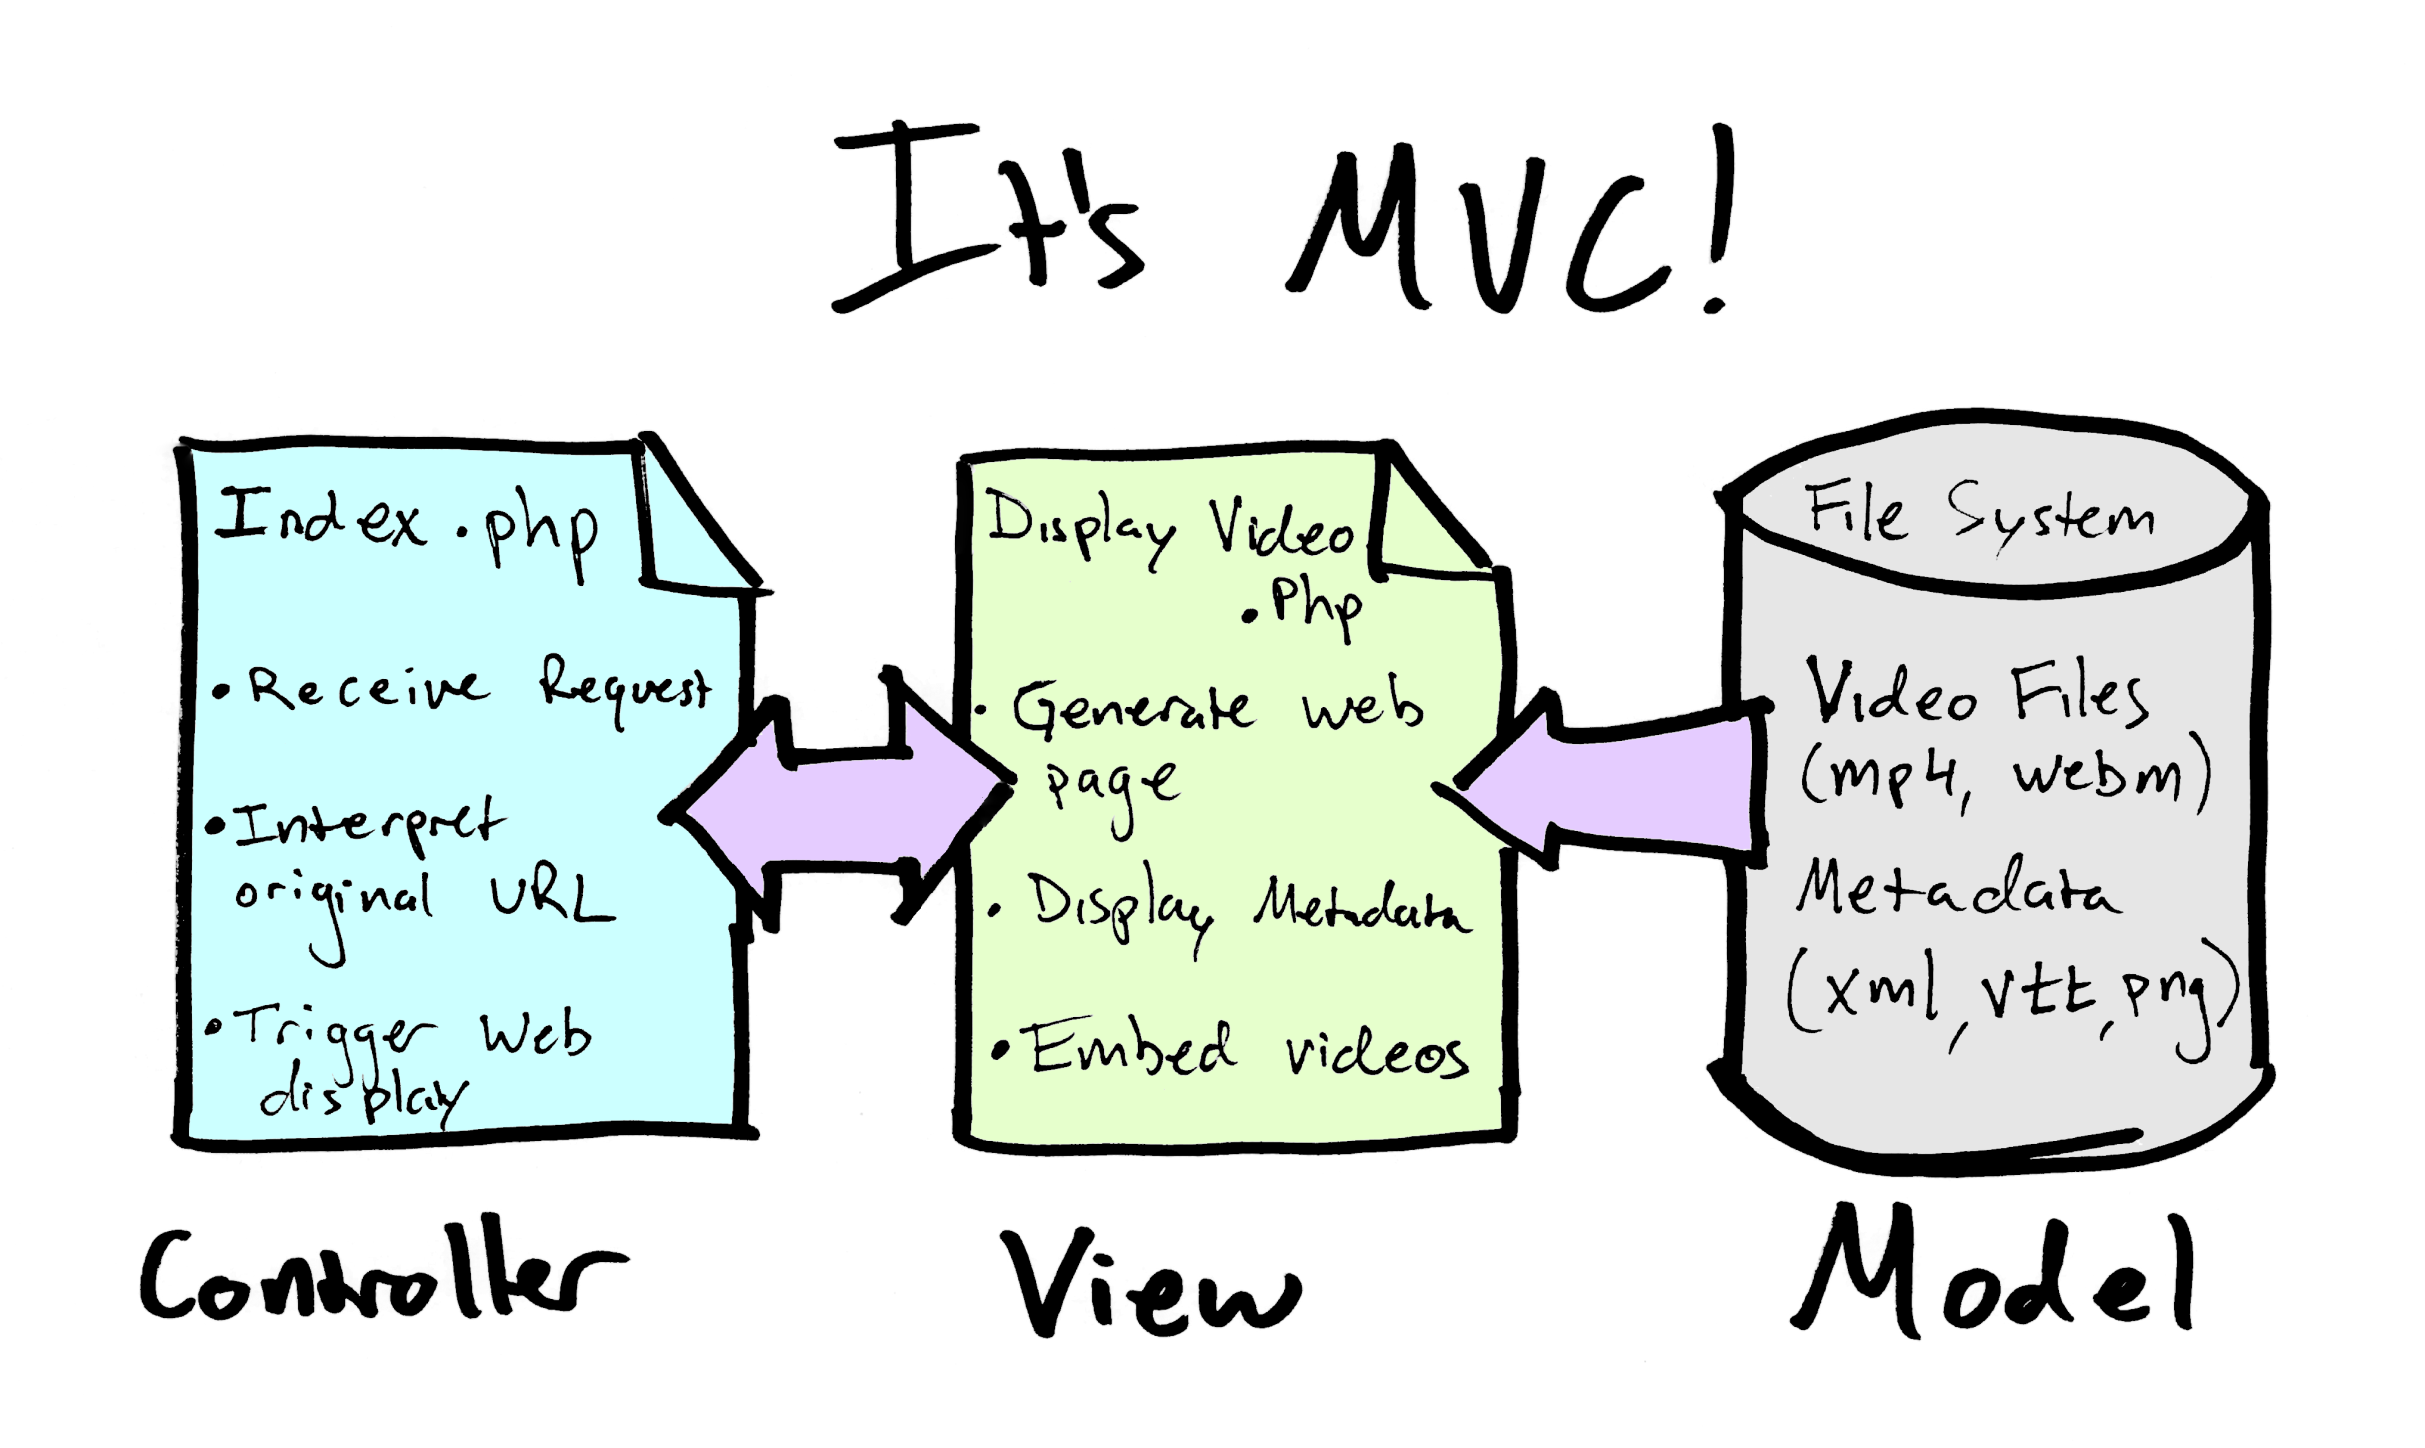 It's MVC!
Index.php
• Receive Request
• Interpret
original URL
• Trigger Web
display
Controller
Display Video
.Php
• Generate web
page
• Display Metadata
• Embed videos
View
File System
Video Files
(mp4, webm)
Metadata
(xml, vtt, png)
Model